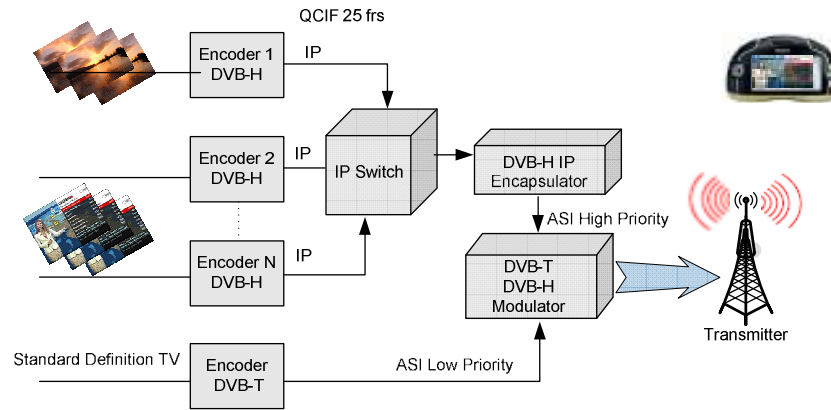 QCIF 25 frs
Encoder 1
DVB-H
IP
Encoder 2
DVB-H
IP
IP Switch
DVB-H IP
Encapsulator
ASI High Priority
Encoder N
DVB-H
IP
DVB-T
DVB-H
Modulator
Transmitter
Standard Definition TV
Encoder
DVB-T
ASI Low Priority